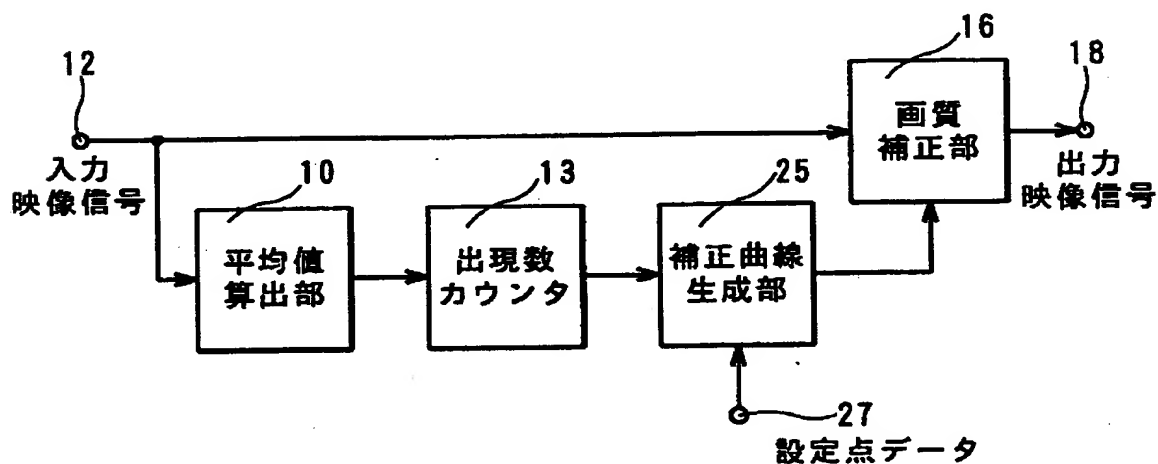 12
入力
映像信号
10
平均値
算出部
13
出現数
カウンタ
25
補正曲線
生成部
16
画質
補正部
18
出力
映像信号
27
設定点データ